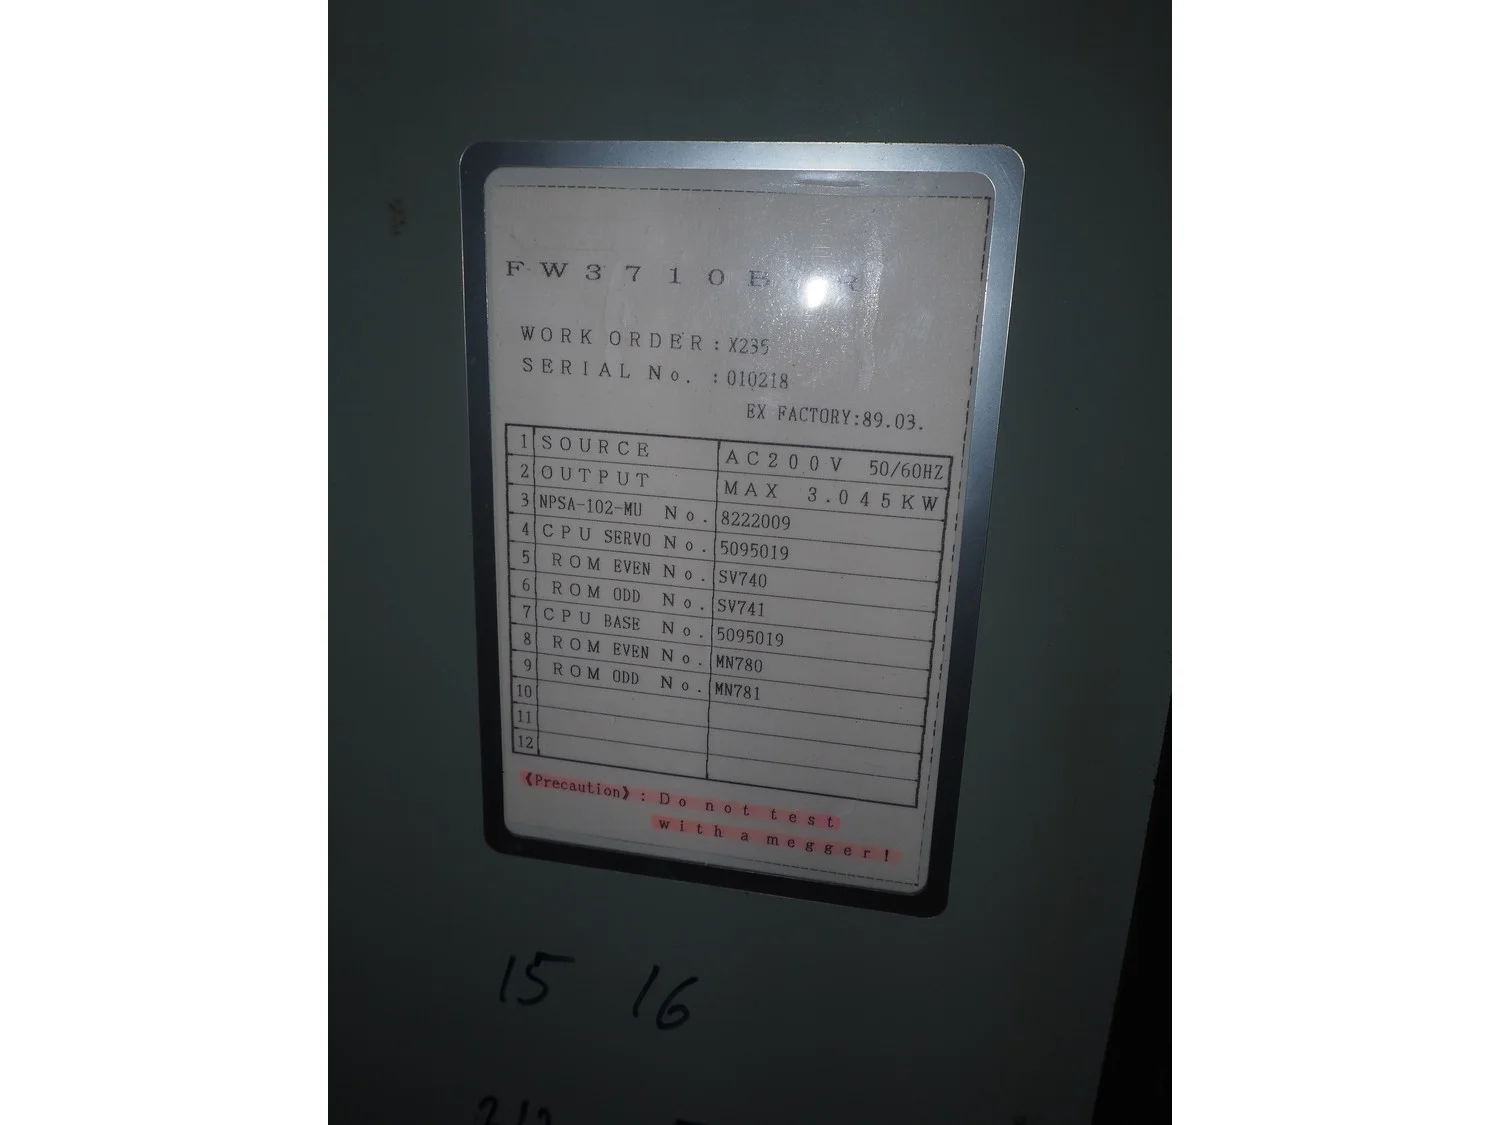 FW3710B-R
WORK ORDER : X235
SERIAL No. : 010218
EX FACTORY:89.03.
1 SOURCE AC200V 50/60HZ
2 OUTPUT MAX 3.045KW
3 NPSA-102-MU No. 8222009
4 CPU SERVO No. 5095019
5 ROM EVEN No. SV740
6 ROM ODD No. SV741
7 CPU BASE No. 5095019
8 ROM EVEN No. MN780
9 ROM ODD No. MN781
10
11
12
《Precaution》: Do not test
with a megger!
15 16